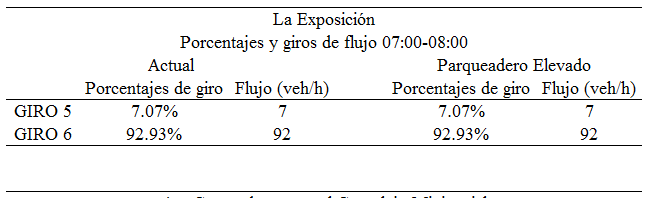 La Exposición
Porcentajes y giros de flujo 07:00-08:00
Actual Parqueadero Elevado
Porcentajes de giro Flujo (veh/h) Porcentajes de giro Flujo (veh/h)
GIRO 5 7.07% 7 7.07% 7
GIRO 6 92.93% 92 92.93% 92